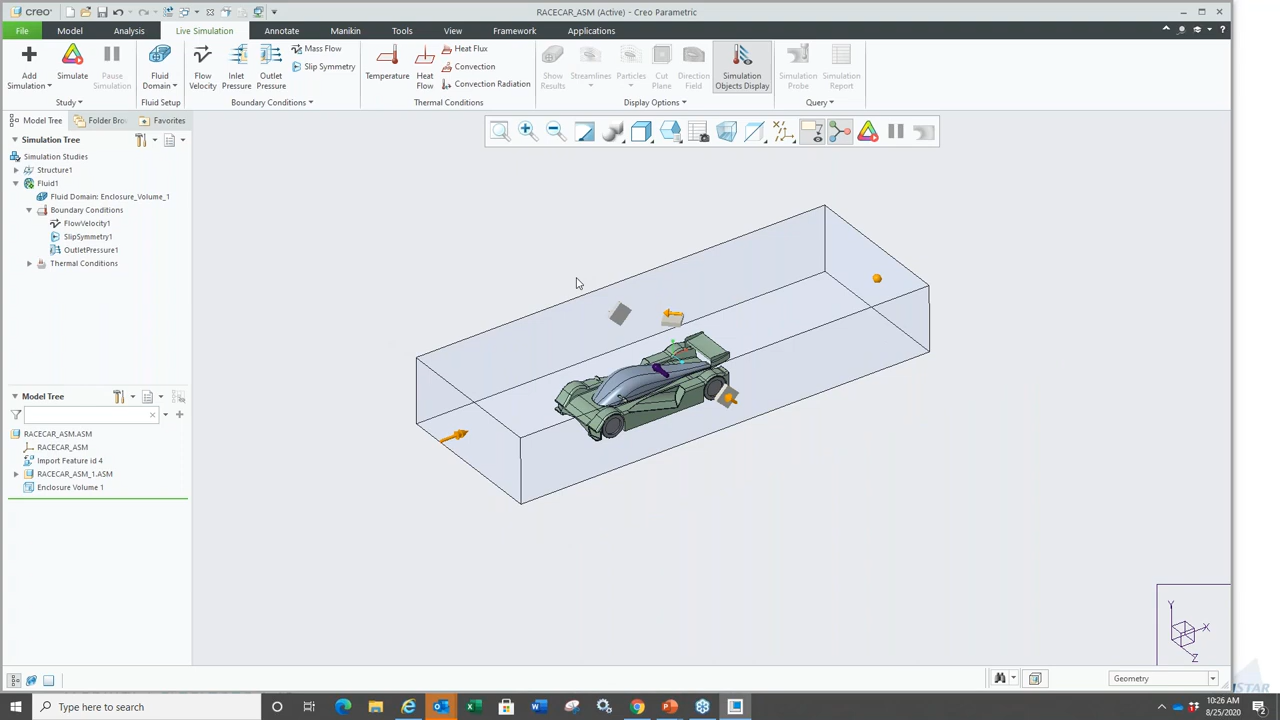 creo
RACECAR_ASM (Active) - Creo Parametric
File Model Analysis Live Simulation Annotate Manikin Tools View Framework Applications
Add Simulation
Simulate
Pause Simulation
Study
Fluid Domain
Fluid Setup
Flow Velocity
Inlet Pressure
Outlet Pressure
Mass Flow
Slip Symmetry
Boundary Conditions
Temperature
Heat Flow
Heat Flux
Convection
Convection Radiation
Thermal Conditions
Show Results
Streamlines
Particles
Cut Plane
Direction Field
Simulation Objects Display
Display Options
Simulation Probe
Simulation Report
Query
Model Tree Folder Bro Favorites
Simulation Tree
Simulation Studies
Structure1
Fluid1
Fluid Domain: Enclosure_Volume_1
Boundary Conditions
FlowVelocity1
SlipSymmetry1
OutletPressure1
Thermal Conditions
Model Tree
RACECAR_ASM.ASM
RACECAR_ASM
Import Feature id 4
RACECAR_ASM_1.ASM
Enclosure Volume 1
Y
X
Z
Geometry
Type here to search
10:26 AM
8/25/2020
2